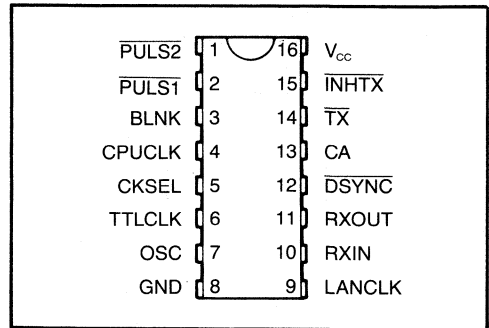 PULS2 1 16 Vcc
PULS1 2 15 INHTX
BLNK 3 14 TX
CPUCLK 4 13 CA
CKSEL 5 12 DSYNC
TTLCLK 6 11 RXOUT
OSC 7 10 RXIN
GND 8 9 LANCLK